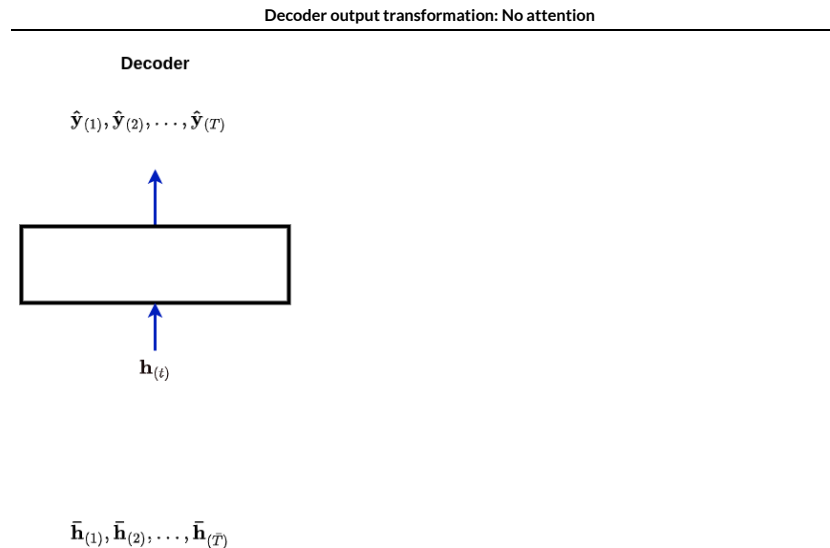 Decoder output transformation: No attention
Decoder
ŷ₍₁₎, ŷ₍₂₎, . . . , ŷ₍T₎
h₍t₎
h̄₍₁₎, h̄₍₂₎, . . . , h̄₍T̄₎